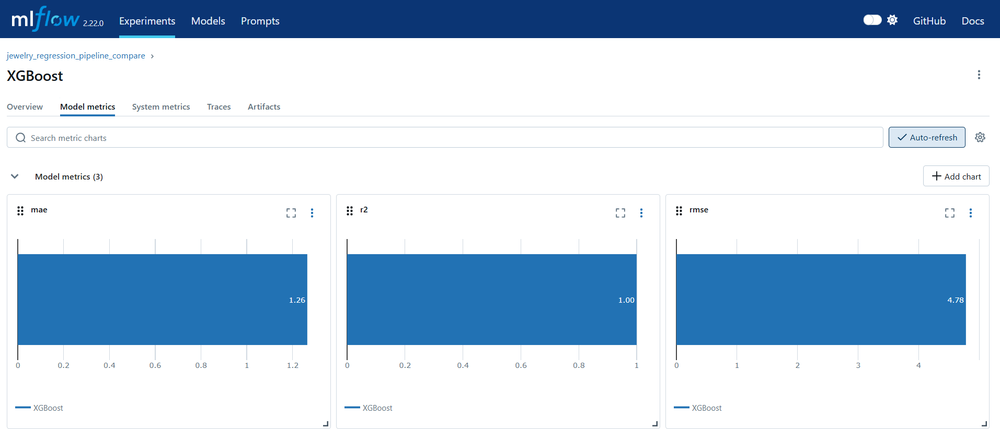 mlflow 2.22.0 Experiments Models Prompts GitHub Docs
jewelry_regression_pipeline_compare
XGBoost
Overview Model metrics System metrics Traces Artifacts
Search metric charts Auto-refresh
Model metrics (3) Add chart
mae
1.26
0 0.2 0.4 0.6 0.8 1 1.2
XGBoost
r2
1.00
0 0.2 0.4 0.6 0.8 1
XGBoost
rmse
4.78
0 1 2 3 4
XGBoost